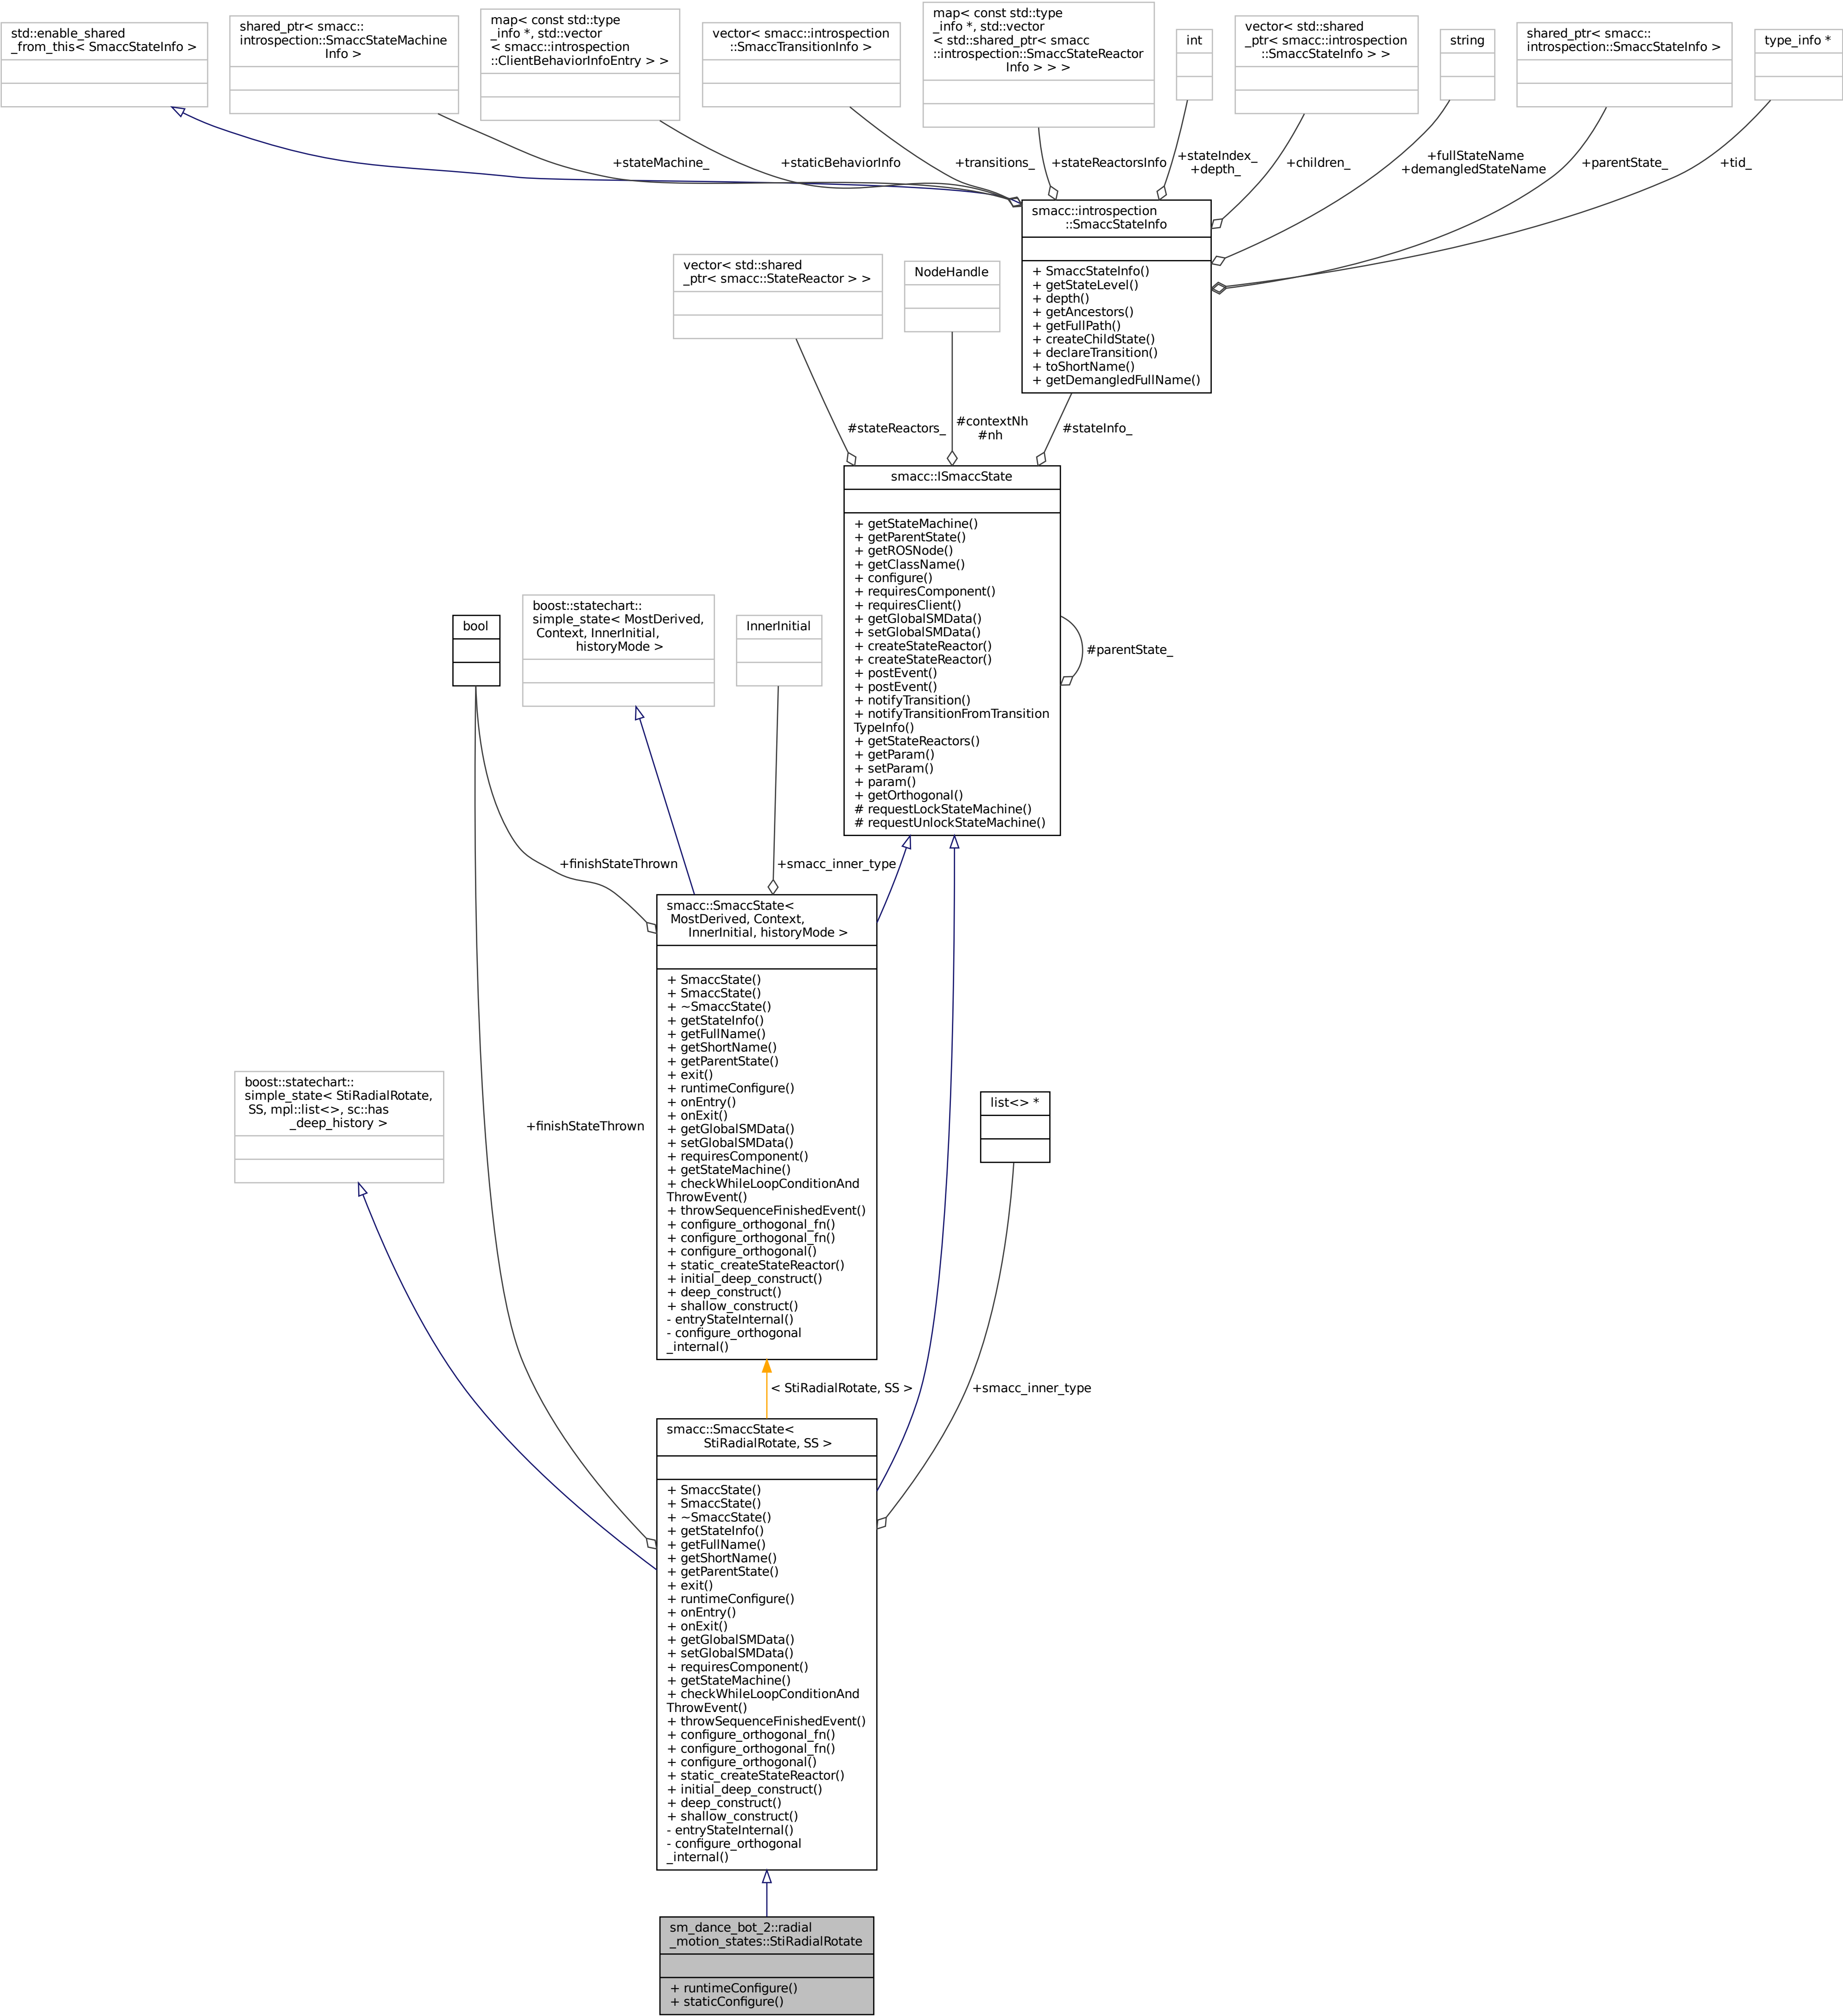 std::enable_shared
_from_this< SmaccStateInfo >
shared_ptr< smacc::
introspection::SmaccStateMachine
Info >
map< const std::type
_info *, std::vector
< smacc::introspection
::ClientBehaviorInfoEntry > >
vector< smacc::introspection
::SmaccTransitionInfo >
map< const std::type
_info *, std::vector
< std::shared_ptr< smacc
::introspection::SmaccStateReactor
Info > > >
int
vector< std::shared
_ptr< smacc::introspection
::SmaccStateInfo > >
string
shared_ptr< smacc::
introspection::SmaccStateInfo >
type_info *
+stateMachine_
+staticBehaviorInfo
+transitions_
+stateReactorsInfo
+stateIndex_
+depth_
+children_
+fullStateName
+demangledStateName
+parentState_
+tid_
smacc::introspection
::SmaccStateInfo
+ SmaccStateInfo()
+ getStateLevel()
+ depth()
+ getAncestors()
+ getFullPath()
+ createChildState()
+ declareTransition()
+ toShortName()
+ getDemangledFullName()
vector< std::shared
_ptr< smacc::StateReactor > >
NodeHandle
#stateReactors_
#contextNh
#nh
#stateInfo_
smacc::ISmaccState
+ getStateMachine()
+ getParentState()
+ getROSNode()
+ getClassName()
+ configure()
+ requiresComponent()
+ requiresClient()
+ getGlobalSMData()
+ setGlobalSMData()
+ createStateReactor()
+ createStateReactor()
+ postEvent()
+ postEvent()
+ notifyTransition()
+ notifyTransitionFromTransition
TypeInfo()
+ getStateReactors()
+ getParam()
+ setParam()
+ param()
+ getOrthogonal()
# requestLockStateMachine()
# requestUnlockStateMachine()
#parentState_
bool
boost::statechart::
simple_state< MostDerived,
Context, InnerInitial,
historyMode >
InnerInitial
+finishStateThrown
+smacc_inner_type
smacc::SmaccState<
MostDerived, Context,
InnerInitial, historyMode >
+ SmaccState()
+ SmaccState()
+ ~SmaccState()
+ getStateInfo()
+ getFullName()
+ getShortName()
+ getParentState()
+ exit()
+ runtimeConfigure()
+ onEntry()
+ onExit()
+ getGlobalSMData()
+ setGlobalSMData()
+ requiresComponent()
+ getStateMachine()
+ checkWhileLoopConditionAnd
ThrowEvent()
+ throwSequenceFinishedEvent()
+ configure_orthogonal_fn()
+ configure_orthogonal_fn()
+ configure_orthogonal()
+ static_createStateReactor()
+ initial_deep_construct()
+ deep_construct()
+ shallow_construct()
- entryStateInternal()
- configure_orthogonal
_internal()
boost::statechart::
simple_state< StiRadialRotate,
SS, mpl::list<>, sc::has
_deep_history >
+finishStateThrown
list<> *
< StiRadialRotate, SS >
+smacc_inner_type
smacc::SmaccState<
StiRadialRotate, SS >
+ SmaccState()
+ SmaccState()
+ ~SmaccState()
+ getStateInfo()
+ getFullName()
+ getShortName()
+ getParentState()
+ exit()
+ runtimeConfigure()
+ onEntry()
+ onExit()
+ getGlobalSMData()
+ setGlobalSMData()
+ requiresComponent()
+ getStateMachine()
+ checkWhileLoopConditionAnd
ThrowEvent()
+ throwSequenceFinishedEvent()
+ configure_orthogonal_fn()
+ configure_orthogonal_fn()
+ configure_orthogonal()
+ static_createStateReactor()
+ initial_deep_construct()
+ deep_construct()
+ shallow_construct()
- entryStateInternal()
- configure_orthogonal
_internal()
sm_dance_bot_2::radial
_motion_states::StiRadialRotate
+ runtimeConfigure()
+ staticConfigure()